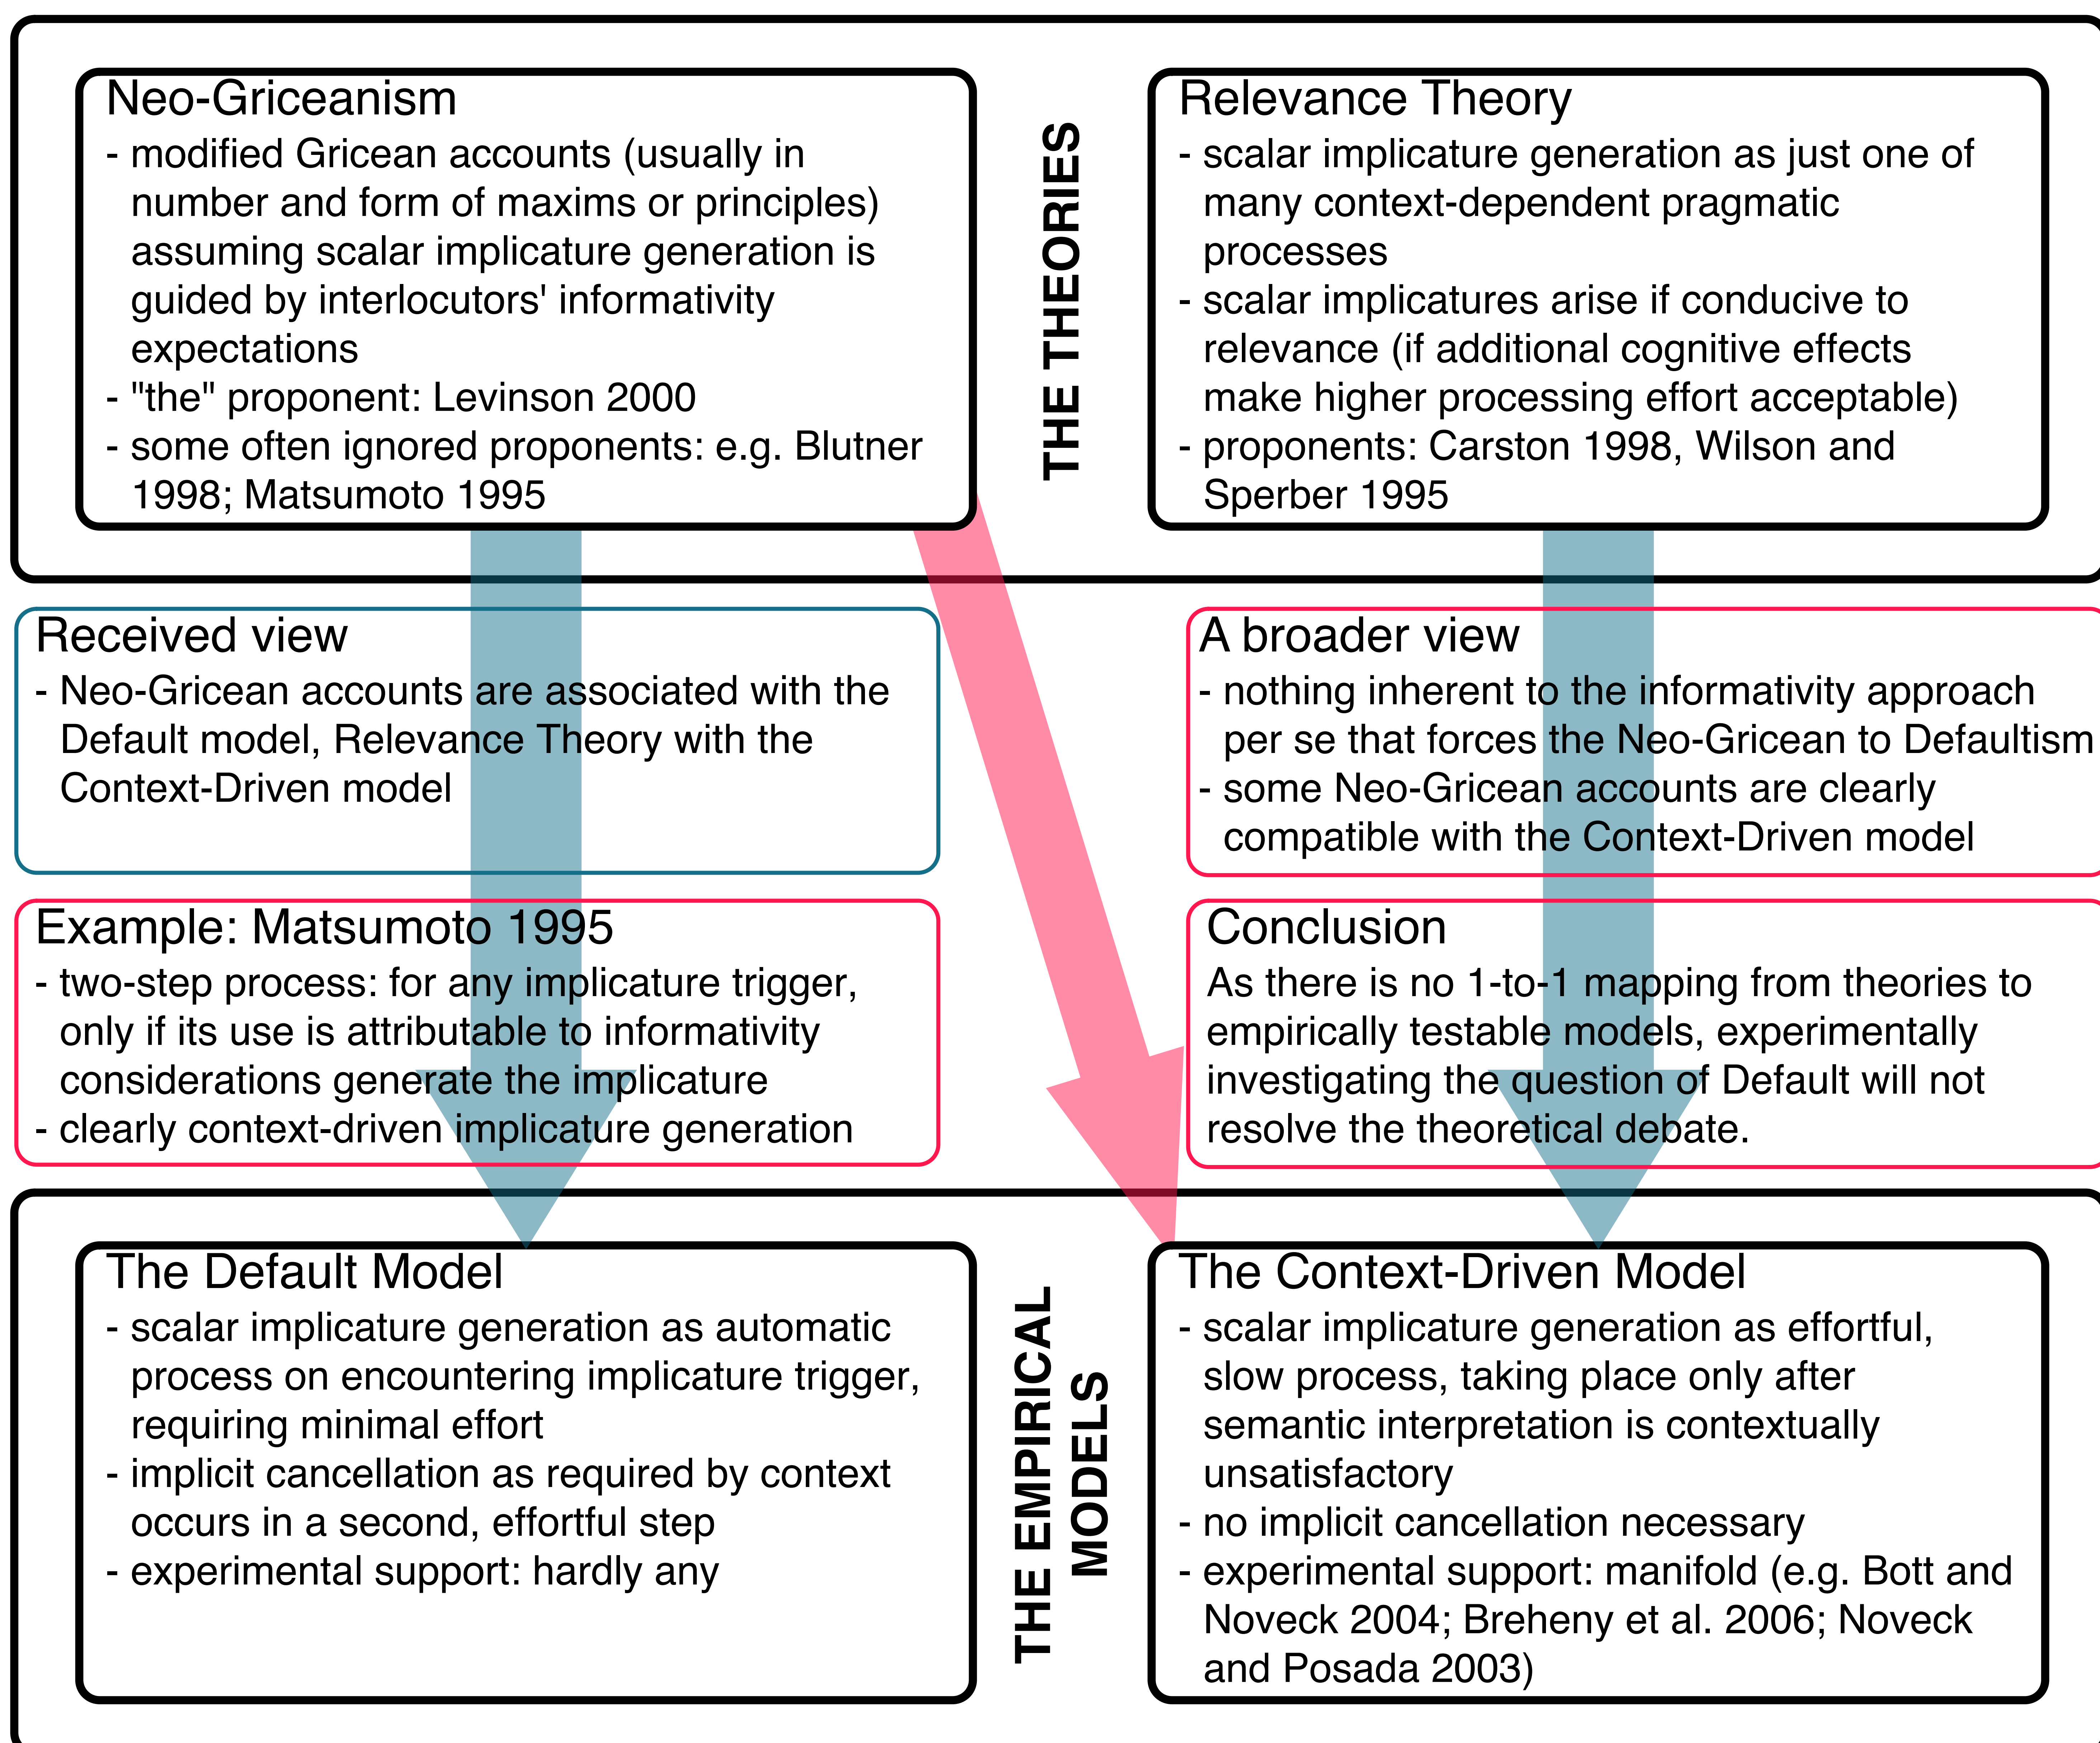 Neo-Griceanism
- modified Gricean accounts (usually in
number and form of maxims or principles)
assuming scalar implicature generation is
guided by interlocutors' informativity
expectations
- "the" proponent: Levinson 2000
- some often ignored proponents: e.g. Blutner
1998; Matsumoto 1995
THE THEORIES
Relevance Theory
- scalar implicature generation as just one of
many context-dependent pragmatic
processes
- scalar implicatures arise if conducive to
relevance (if additional cognitive effects
make higher processing effort acceptable)
- proponents: Carston 1998, Wilson and
Sperber 1995
Received view
- Neo-Gricean accounts are associated with the
Default model, Relevance Theory with the
Context-Driven model
A broader view
- nothing inherent to the informativity approach
per se that forces the Neo-Gricean to Defaultism
- some Neo-Gricean accounts are clearly
compatible with the Context-Driven model
Example: Matsumoto 1995
- two-step process: for any implicature trigger,
only if its use is attributable to informativity
considerations generate the implicature
- clearly context-driven implicature generation
Conclusion
As there is no 1-to-1 mapping from theories to
empirically testable models, experimentally
investigating the question of Default will not
resolve the theoretical debate.
The Default Model
- scalar implicature generation as automatic
process on encountering implicature trigger,
requiring minimal effort
- implicit cancellation as required by context
occurs in a second, effortful step
- experimental support: hardly any
THE EMPIRICAL
MODELS
The Context-Driven Model
- scalar implicature generation as effortful,
slow process, taking place only after
semantic interpretation is contextually
unsatisfactory
- no implicit cancellation necessary
- experimental support: manifold (e.g. Bott and
Noveck 2004; Breheny et al. 2006; Noveck
and Posada 2003)